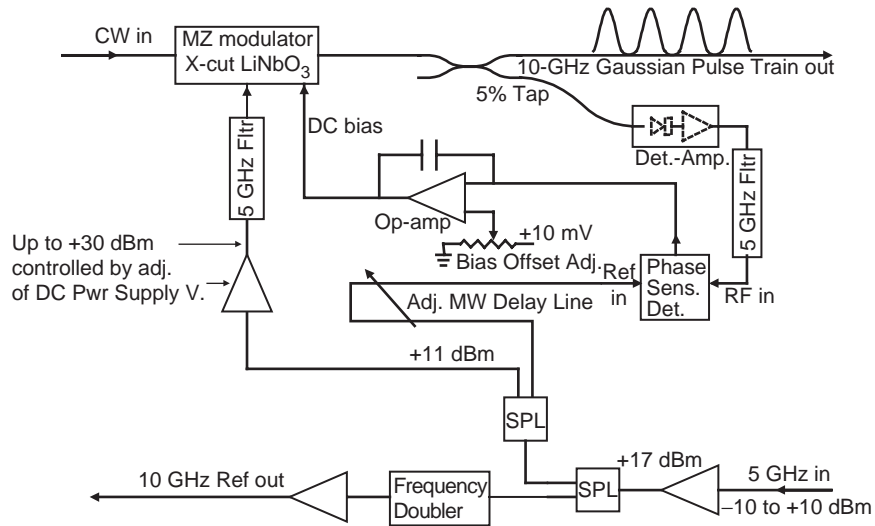 CW in
MZ modulator
X-cut LiNbO3
10-GHz Gaussian Pulse Train out
5% Tap
DC bias
Det.-Amp.
5 GHz Fltr
5 GHz Fltr
Op-amp
+10 mV
Bias Offset Adj.
Up to +30 dBm
controlled by adj.
of DC Pwr Supply V.
Ref
in
Phase
Sens.
Det.
RF in
Adj. MW Delay Line
+11 dBm
SPL
+17 dBm
5 GHz in
–10 to +10 dBm
SPL
10 GHz Ref out
Frequency
Doubler